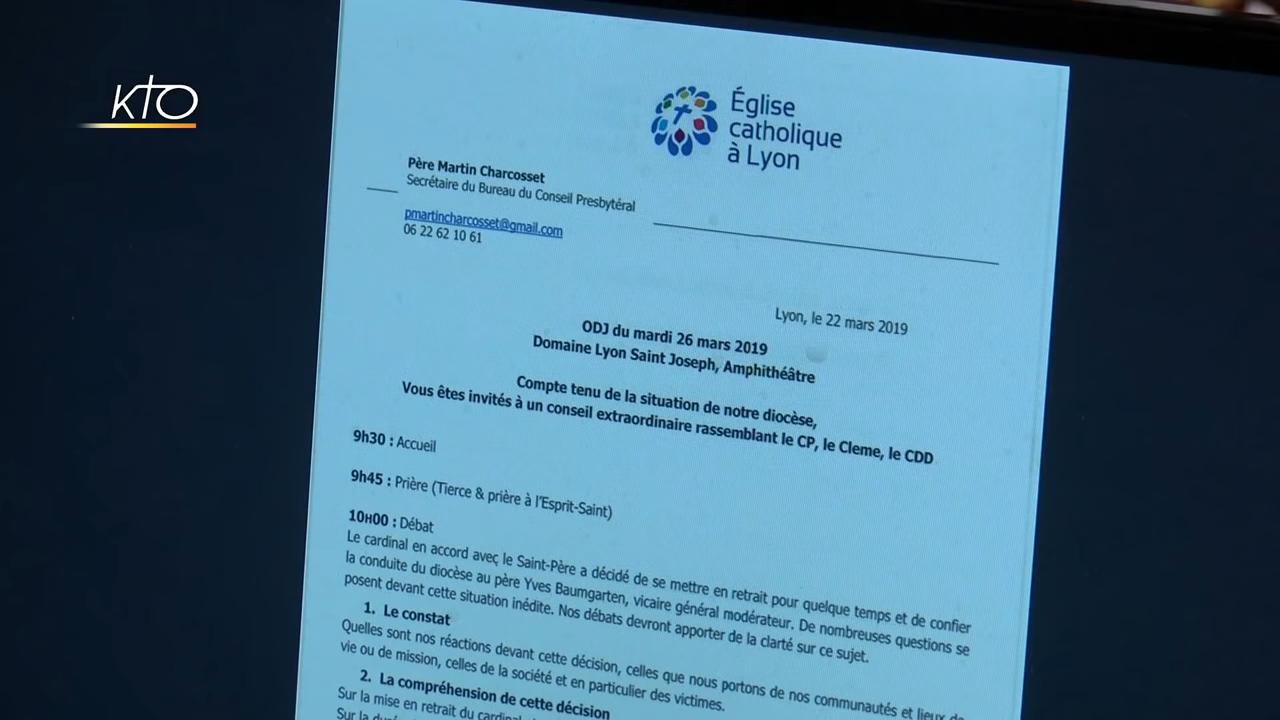 KTO
Église
catholique
à Lyon
Père Martin Charcosset
Secrétaire du Bureau du Conseil Presbytéral
pmartincharcosset@gmail.com
06 22 62 10 61
Lyon, le 22 mars 2019
ODJ du mardi 26 mars 2019
Domaine Lyon Saint Joseph, Amphithéâtre
Compte tenu de la situation de notre diocèse,
Vous êtes invités à un conseil extraordinaire rassemblant le CP, le Cleme, le CDD
9h30 : Accueil
9h45 : Prière (Tierce & prière à l'Esprit-Saint)
10H00 : Débat
Le cardinal en accord avec le Saint-Père a décidé de se mettre en retrait pour quelque temps et de confier
la conduite du diocèse au père Yves Baumgarten, vicaire général modérateur. De nombreuses questions se
posent devant cette situation inédite. Nos débats devront apporter de la clarté sur ce sujet.
1. Le constat
Quelles sont nos réactions devant cette décision, celles que nous portons de nos communautés et lieux de
vie ou de mission, celles de la société et en particulier des victimes.
2. La compréhension de cette décision
Sur la mise en retrait du cardinal
Sur la